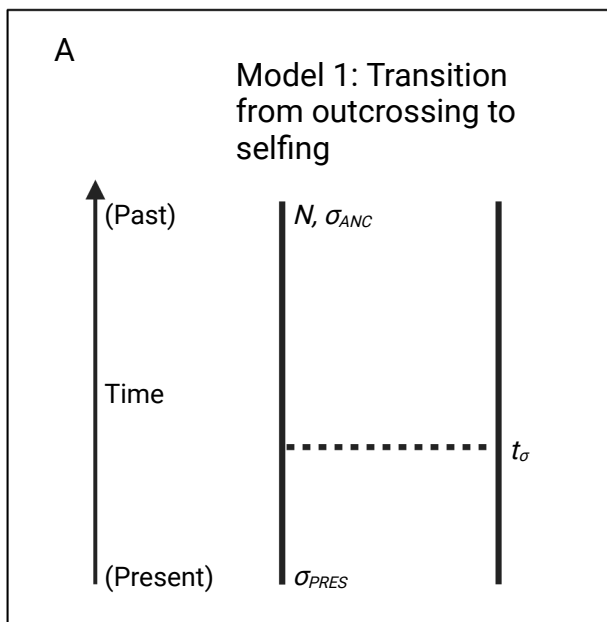 A
Model 1: Transition
from outcrossing to
selfing
(Past)
N, σANC
Time
tσ
(Present)
σPRES